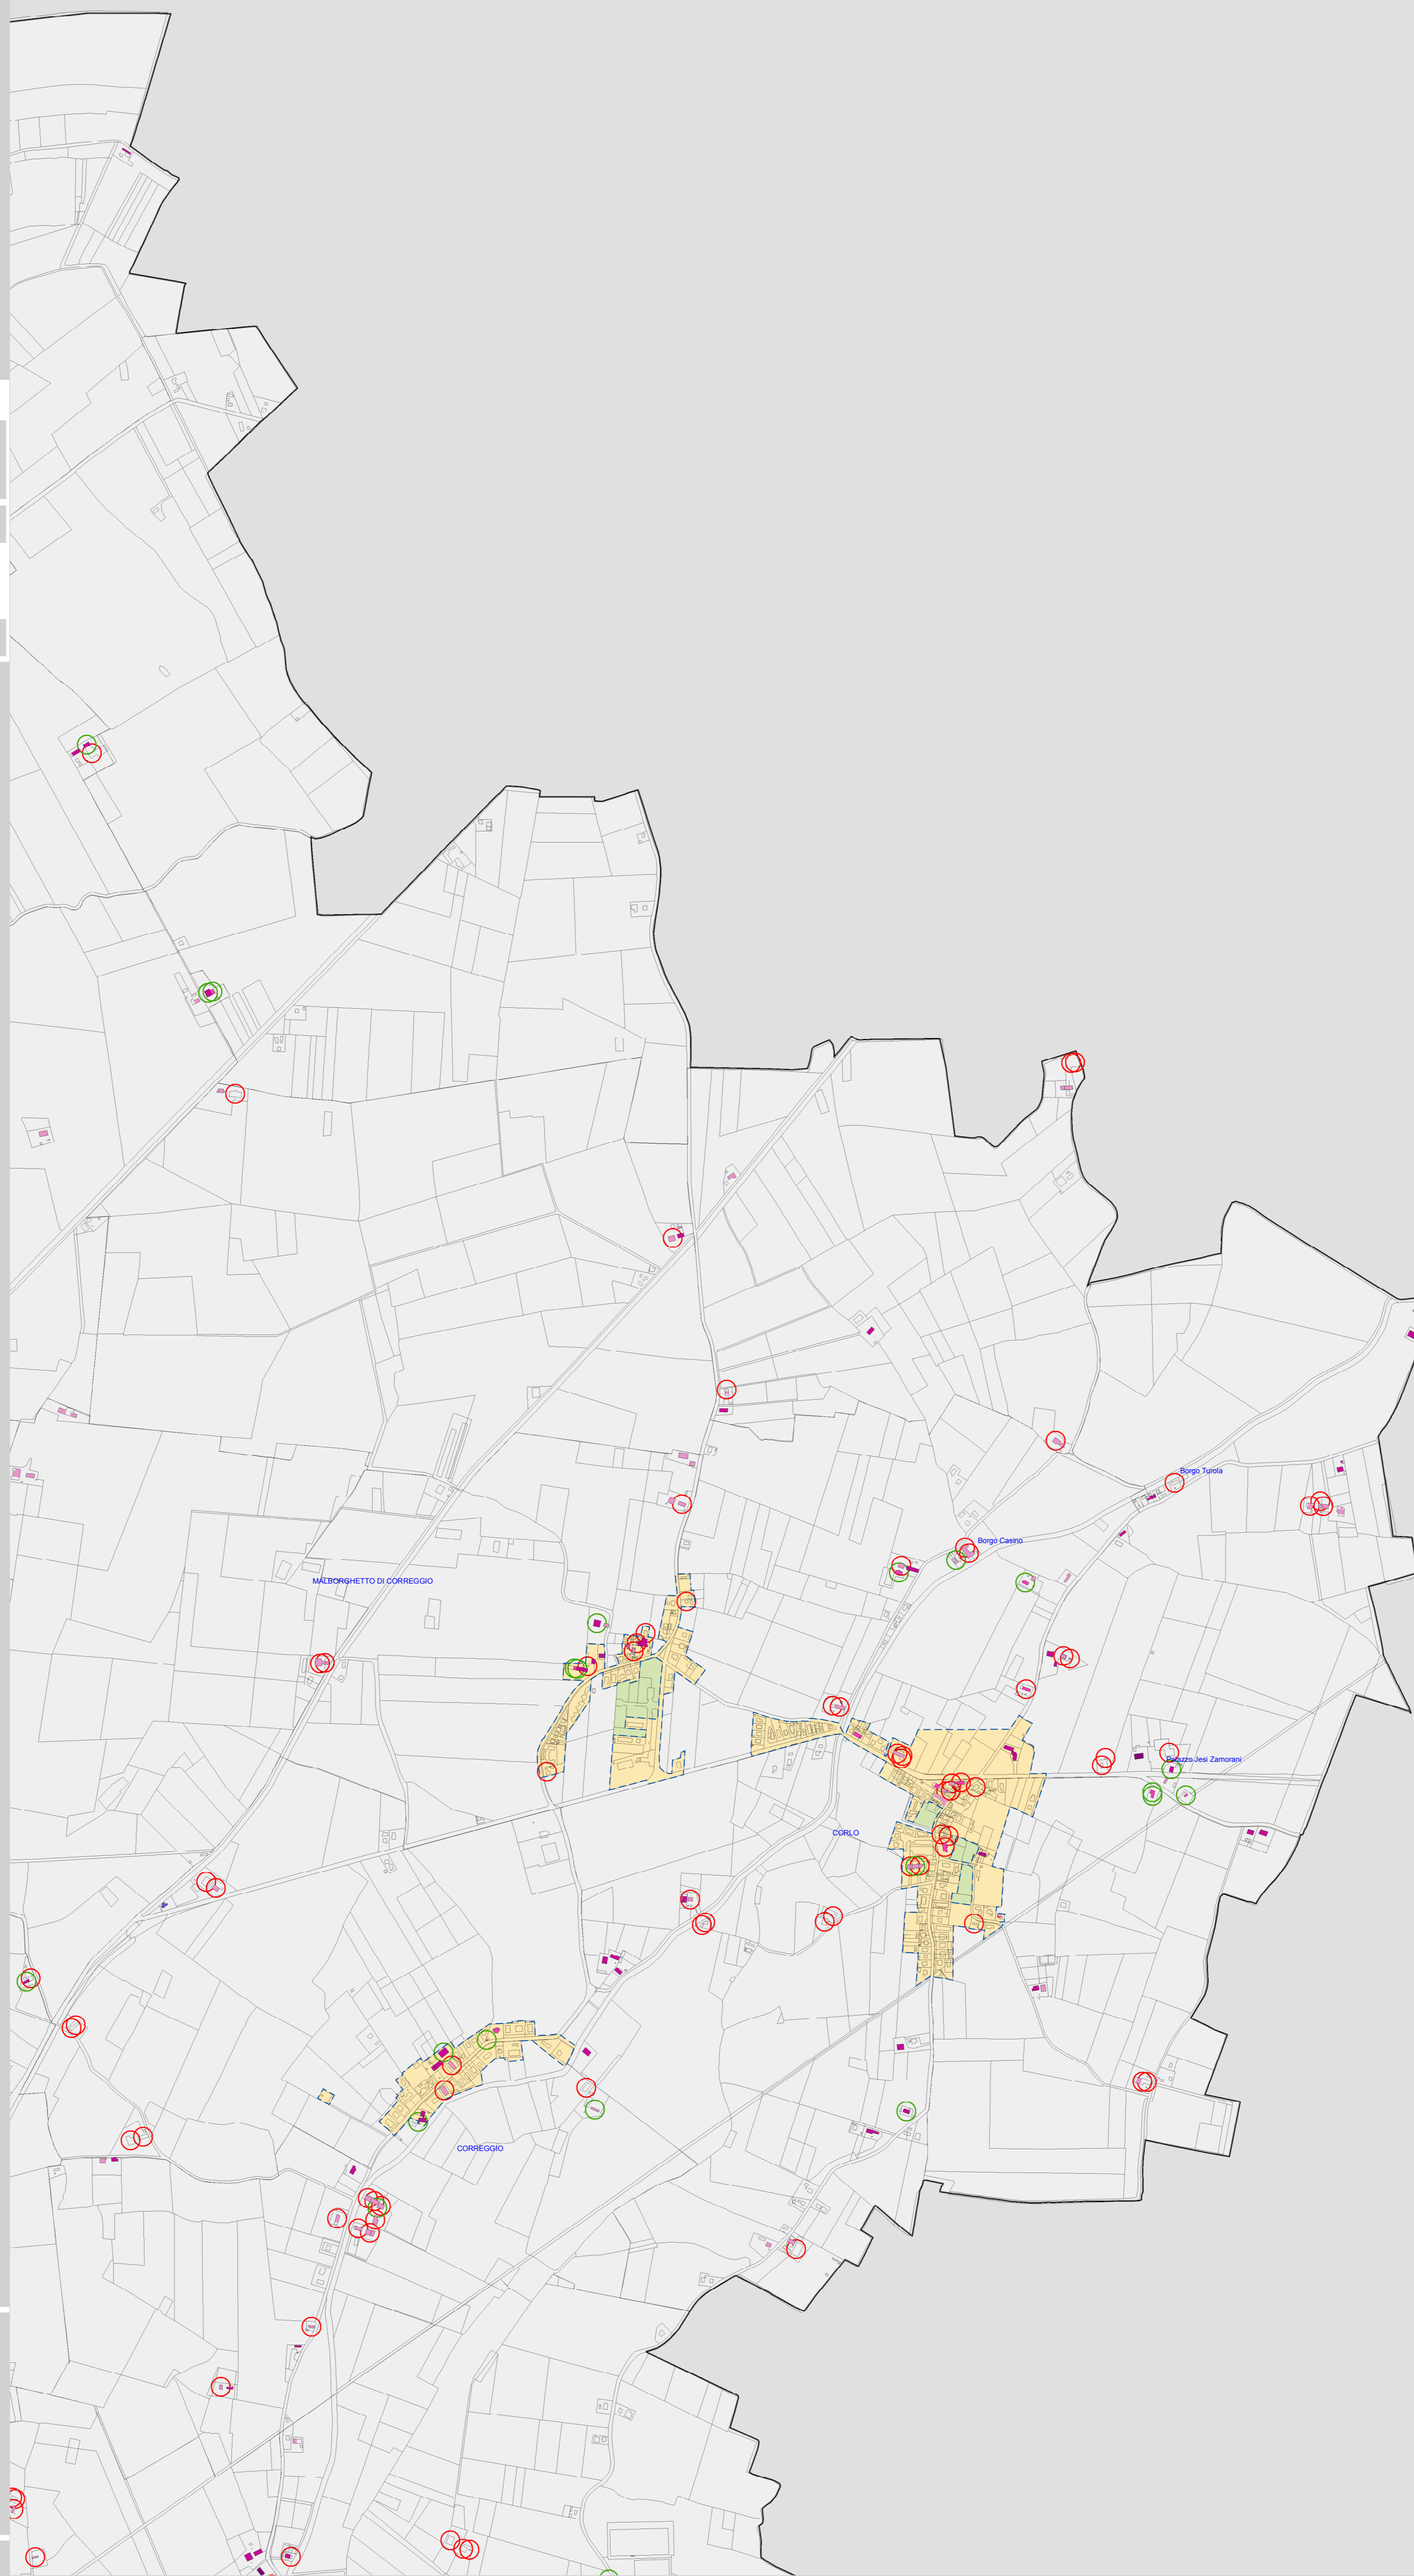 Borgo Turola
Borgo Casino
MALBORGHETTO DI CORREGGIO
Palazzo Jesi Zamorani
CORLO
CORREGGIO